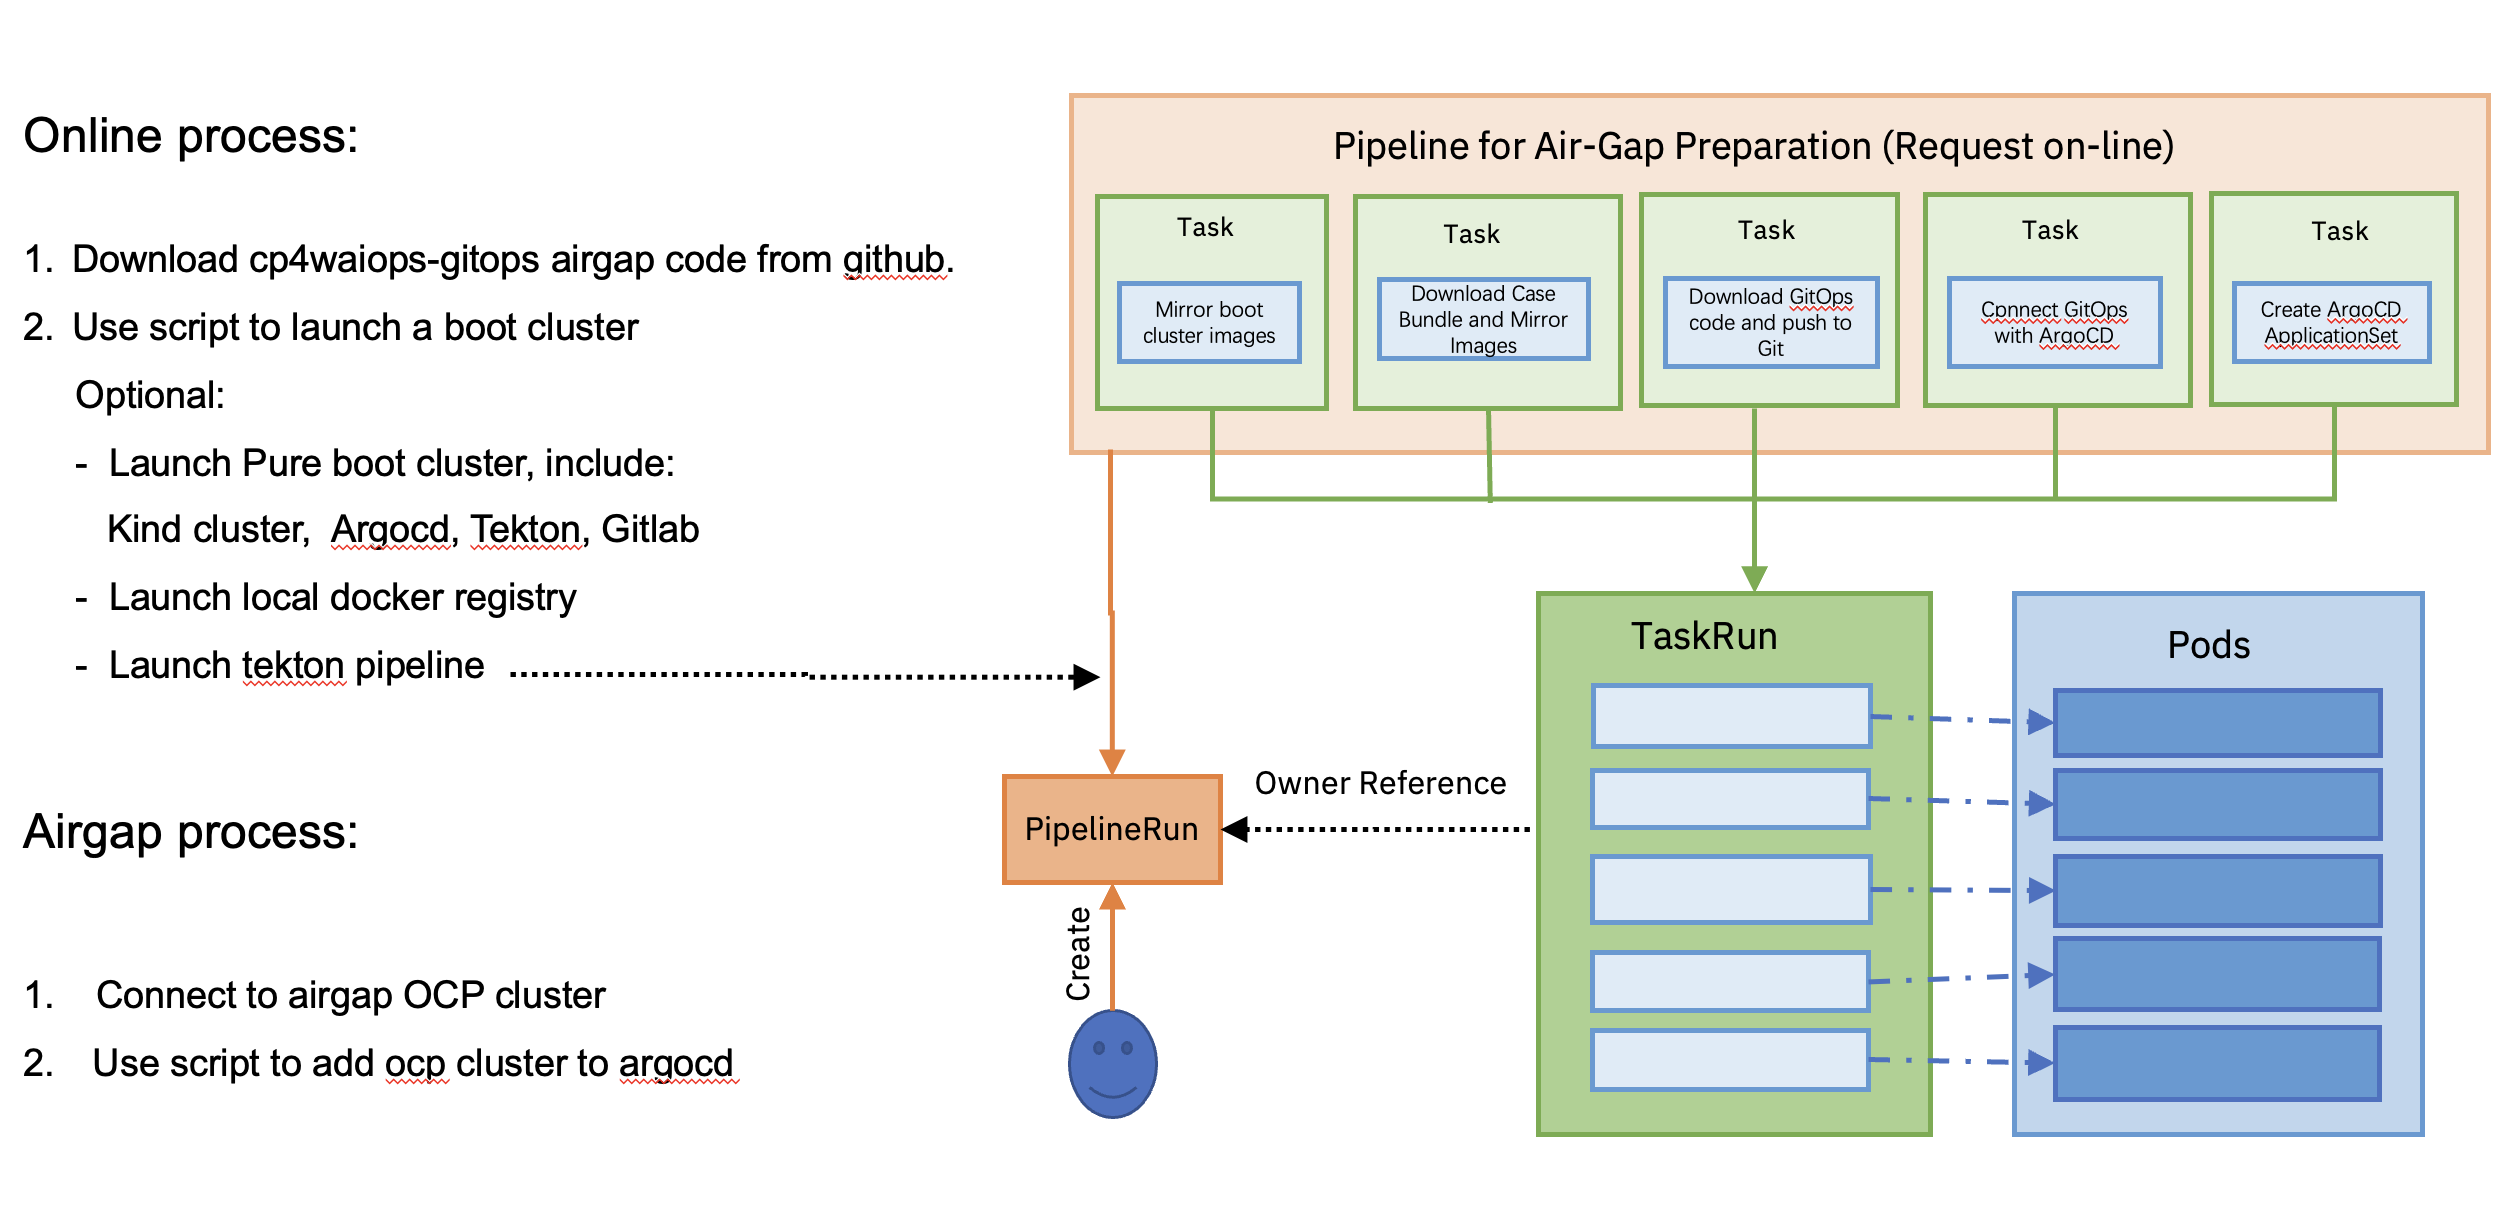 Online process:
1. Download cp4waiops-gitops airgap code from github.
2. Use script to launch a boot cluster
Optional:
- Launch Pure boot cluster, include:
Kind cluster, Argocd, Tekton, Gitlab
- Launch local docker registry
- Launch tekton pipeline
Airgap process:
1. Connect to airgap OCP cluster
2. Use script to add ocp cluster to argocd
Pipeline for Air-Gap Preparation (Request on-line)
Task
Mirror boot
cluster images
Task
Download Case
Bundle and Mirror
Images
Task
Download GitOps
code and push to
Git
Task
Cpnnect GitOps
with ArgoCD
Task
Create ArgoCD
ApplicationSet
TaskRun
Pods
Owner Reference
PipelineRun
Create